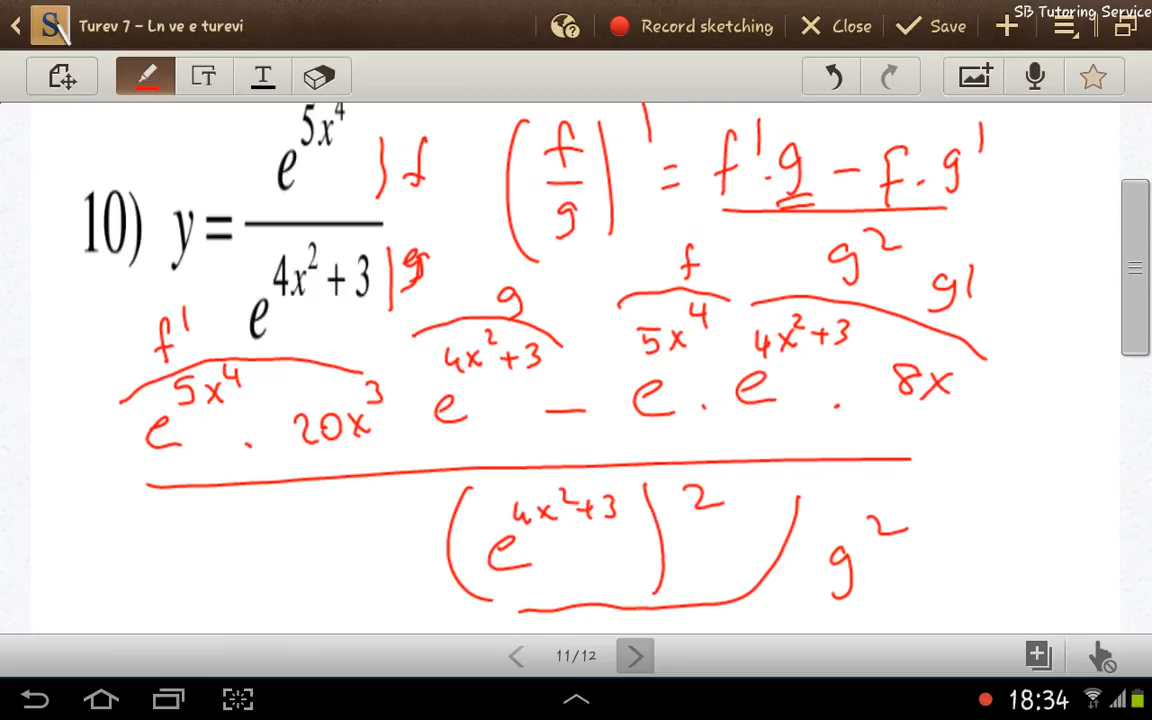 SB Tutoring Service
Turev 7 - Ln ve e turevi
Record sketching
Close
Save
10) y = e^(5x^4) / e^(4x^2 + 3)
) f
| g
(f/g)' = (f'.g - f.g') / g^2
f' g f g'
e^(5x^4) . 20x^3 e^(4x^2+3) - e^(5x^4) . e^(4x^2+3) . 8x
(e^(4x^2+3))^2 ) g^2
11/12
18:34